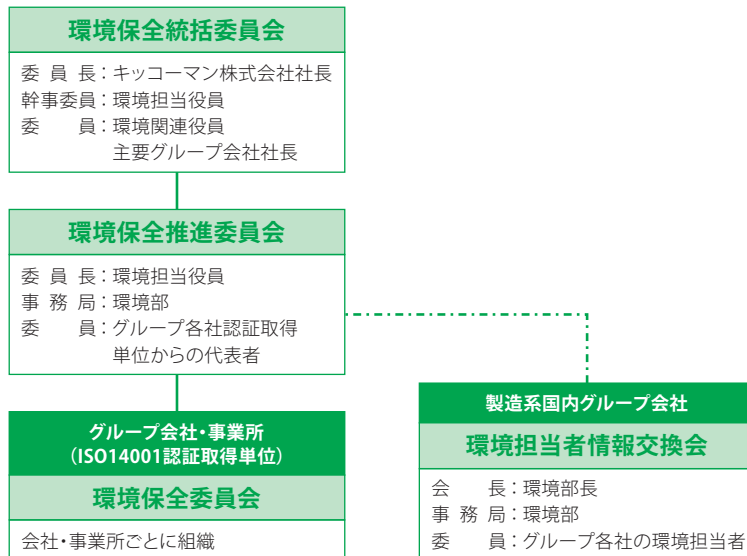 環境保全統括委員会
委員長：キッコーマン株式会社社長
幹事委員：環境担当役員
委員：環境関連役員
主要グループ会社社長
環境保全推進委員会
委員長：環境担当役員
事務局：環境部
委員：グループ各社認証取得
単位からの代表者
グループ会社・事業所
（ISO14001認証取得単位）
環境保全委員会
会社・事業所ごとに組織
製造系国内グループ会社
環境担当者情報交換会
会長：環境部長
事務局：環境部
委員：グループ各社の環境担当者